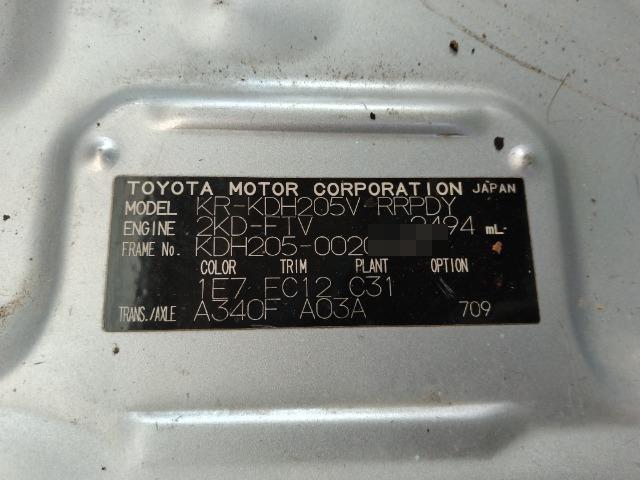 TOYOTA MOTOR CORPORATION JAPAN
MODEL KR-KDH205V-RRPDY
ENGINE 2KD-FTV 2494 mL
FRAME No. KDH205-0020
COLOR TRIM PLANT OPTION
1E7 FC12 C31
TRANS./AXLE A340F A03A 709